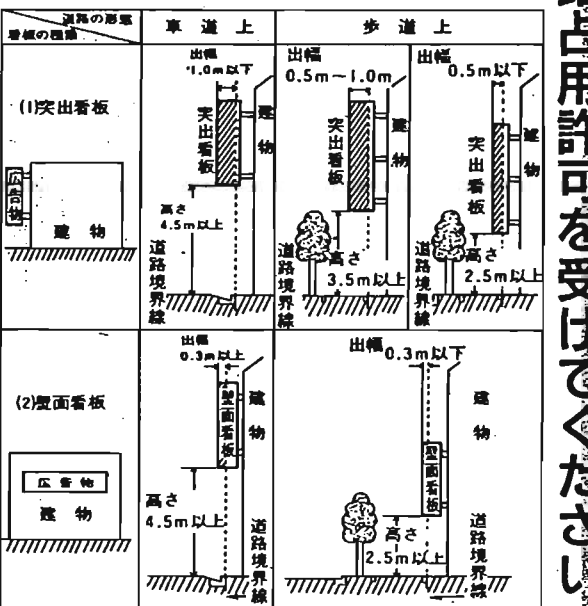 占用許可を受けてください
道路の形態
看板の種類
車道上
歩道上
(1)突出看板
広告物
建物
出幅
1.0m以下
突出看板
建物
高さ
4.5m以上
道路境界線
出幅
0.5m～1.0m
突出看板
建物
高さ
3.5m以上
道路境界線
出幅
0.5m以下
突出看板
建物
高さ
2.5m以上
道路境界線
(2)壁面看板
広告物
建物
出幅
0.3m以上
壁面看板
建物
高さ
4.5m以上
道路境界線
出幅
0.3m以下
壁面看板
建物
高さ
2.5m以上
道路境界線